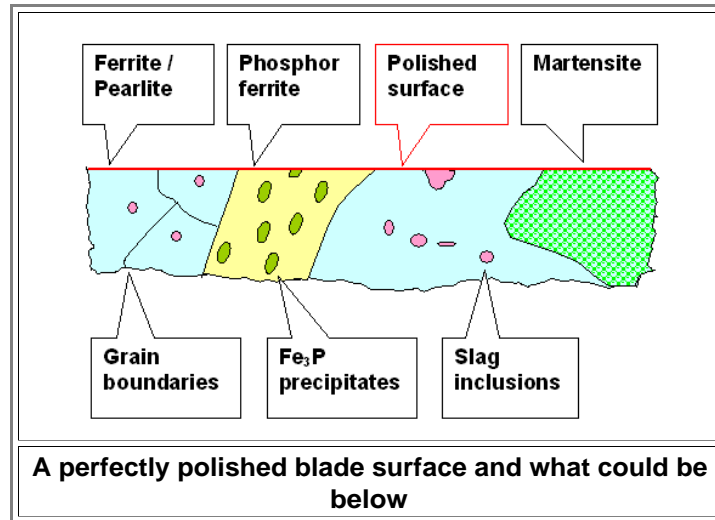 Ferrite /
Pearlite
Phosphor
ferrite
Polished
surface
Martensite
Grain
boundaries
Fe₃P
precipitates
Slag
inclusions
A perfectly polished blade surface and what could be
below